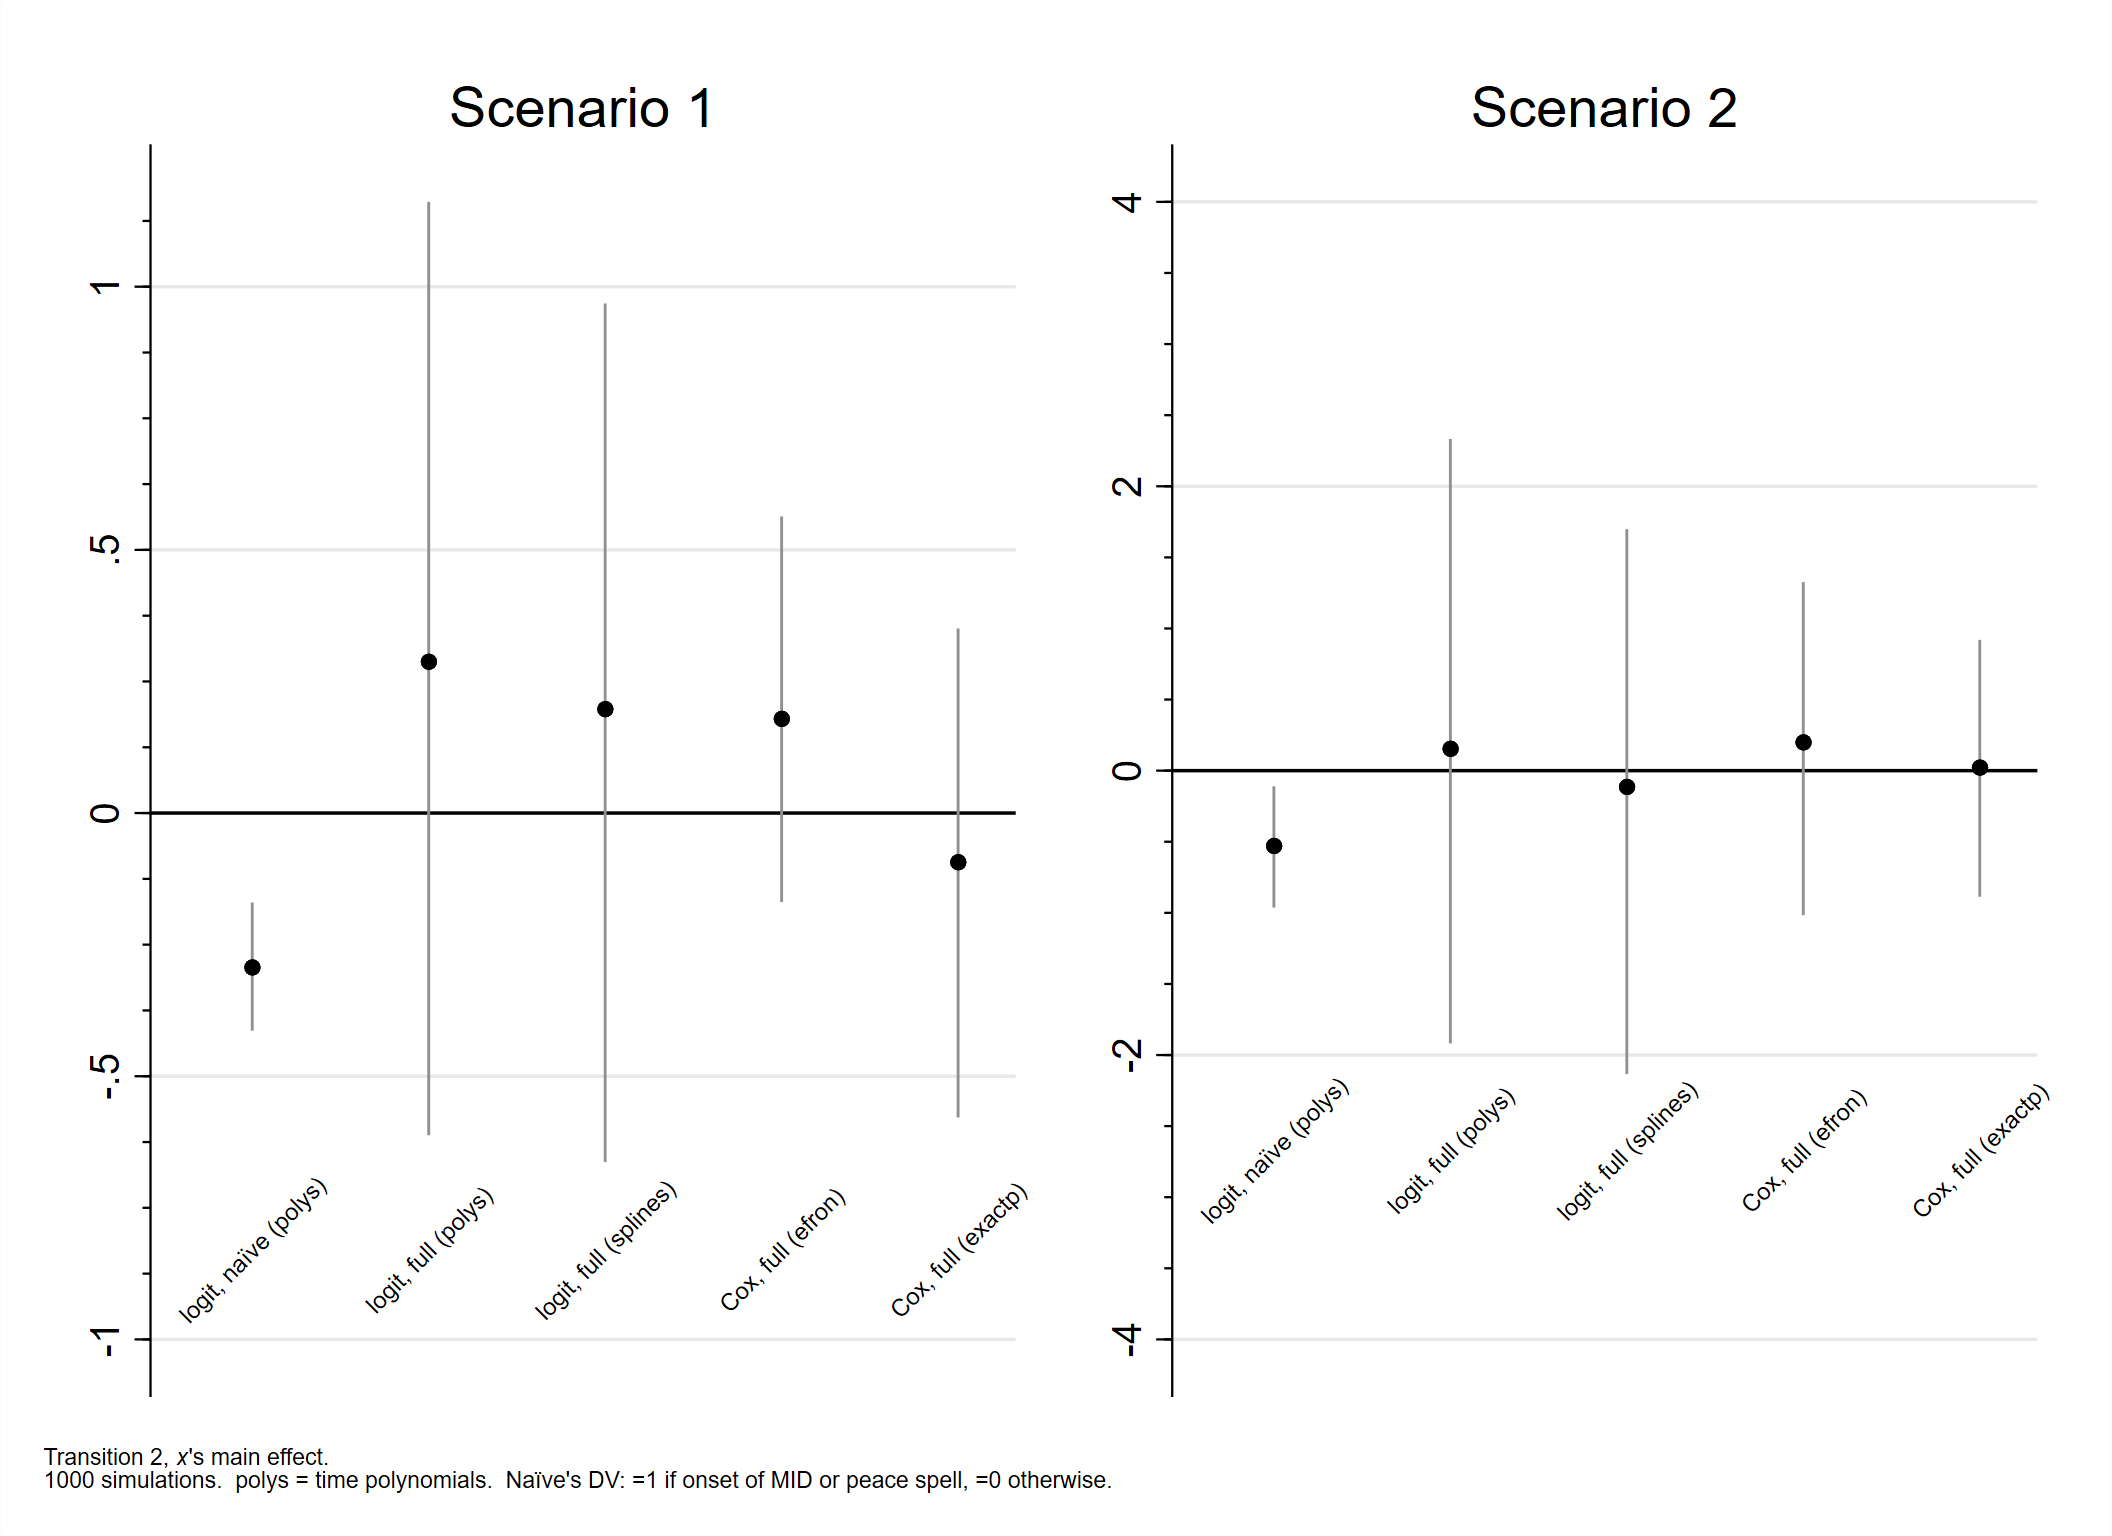 Scenario 1
1
.5
0
-.5
-1
logit, naïve (polys)
logit, full (polys)
logit, full (splines)
Cox, full (efron)
Cox, full (exactp)
Scenario 2
4
2
0
-2
-4
logit, naïve (polys)
logit, full (polys)
logit, full (splines)
Cox, full (efron)
Cox, full (exactp)
Transition 2, x's main effect.
1000 simulations.  polys = time polynomials.  Naïve's DV: =1 if onset of MID or peace spell, =0 otherwise.